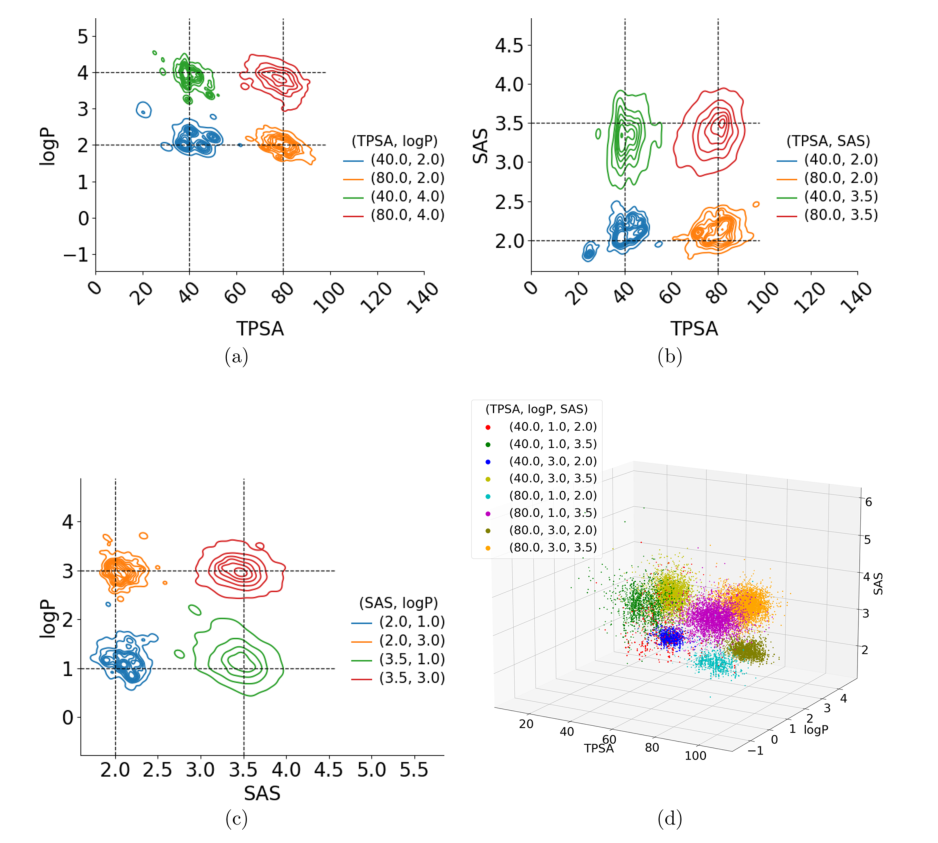 5
4
3
2
1
0
−1
logP
0
20
40
60
80
100
120
140
TPSA
(TPSA, logP)
(40.0, 2.0)
(80.0, 2.0)
(40.0, 4.0)
(80.0, 4.0)
(a)
4.5
4.0
3.5
3.0
2.5
2.0
SAS
0
20
40
60
80
100
120
140
TPSA
(TPSA, SAS)
(40.0, 2.0)
(80.0, 2.0)
(40.0, 3.5)
(80.0, 3.5)
(b)
4
3
2
1
0
logP
2.0 2.5 3.0 3.5 4.0 4.5 5.0 5.5
SAS
(SAS, logP)
(2.0, 1.0)
(2.0, 3.0)
(3.5, 1.0)
(3.5, 3.0)
(c)
(TPSA, logP, SAS)
(40.0, 1.0, 2.0)
(40.0, 1.0, 3.5)
(40.0, 3.0, 2.0)
(40.0, 3.0, 3.5)
(80.0, 1.0, 2.0)
(80.0, 1.0, 3.5)
(80.0, 3.0, 2.0)
(80.0, 3.0, 3.5)
6
5
4
3
2
SAS
20
40
60
80
100
TPSA
−1
0
1
2
3
4
logP
(d)